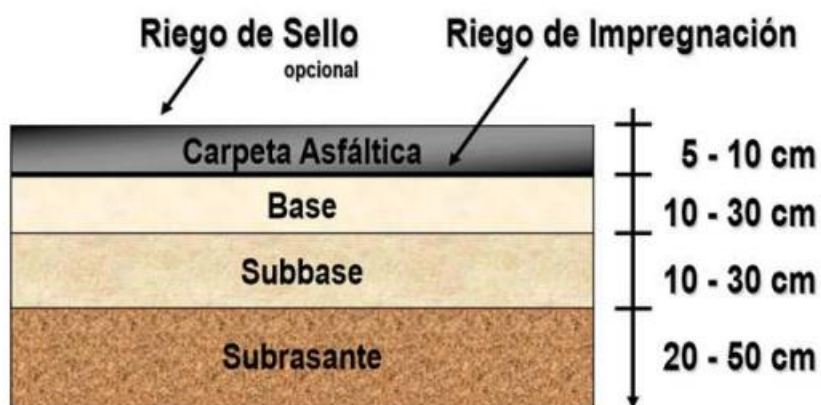 Riego de Sello
opcional
Riego de Impregnación
Carpeta Asfáltica
5 - 10 cm
Base
10 - 30 cm
Subbase
10 - 30 cm
Subrasante
20 - 50 cm